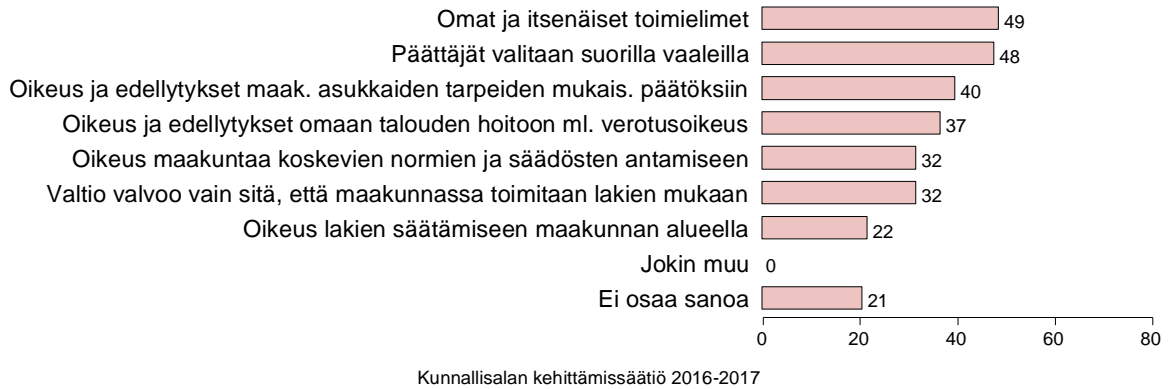 Omat ja itsenäiset toimielimet 49
Päättäjät valitaan suorilla vaaleilla 48
Oikeus ja edellytykset maak. asukkaiden tarpeiden mukais. päätöksiin 40
Oikeus ja edellytykset omaan talouden hoitoon ml. verotusoikeus 37
Oikeus maakuntaa koskevien normien ja säädösten antamiseen 32
Valtio valvoo vain sitä, että maakunnassa toimitaan lakien mukaan 32
Oikeus lakien säätämiseen maakunnan alueella 22
Jokin muu 0
Ei osaa sanoa 21
0 20 40 60 80
Kunnallisalan kehittämissäätiö 2016-2017